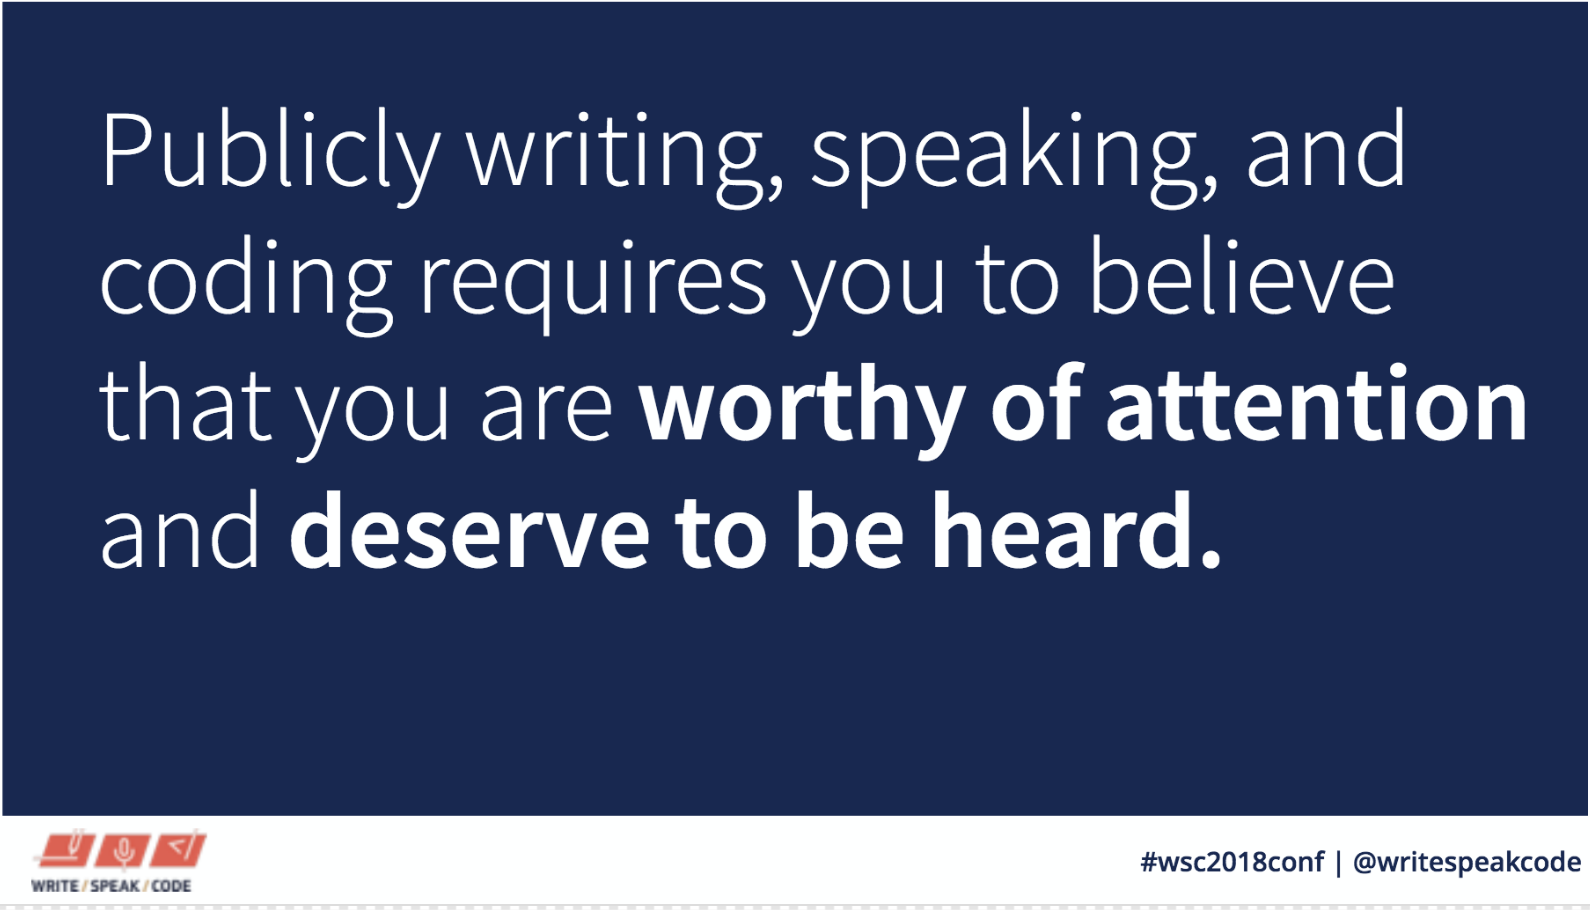 Publicly writing, speaking, and
coding requires you to believe
that you are worthy of attention
and deserve to be heard.
WRITE/SPEAK/CODE
#wsc2018conf | @writespeakcode